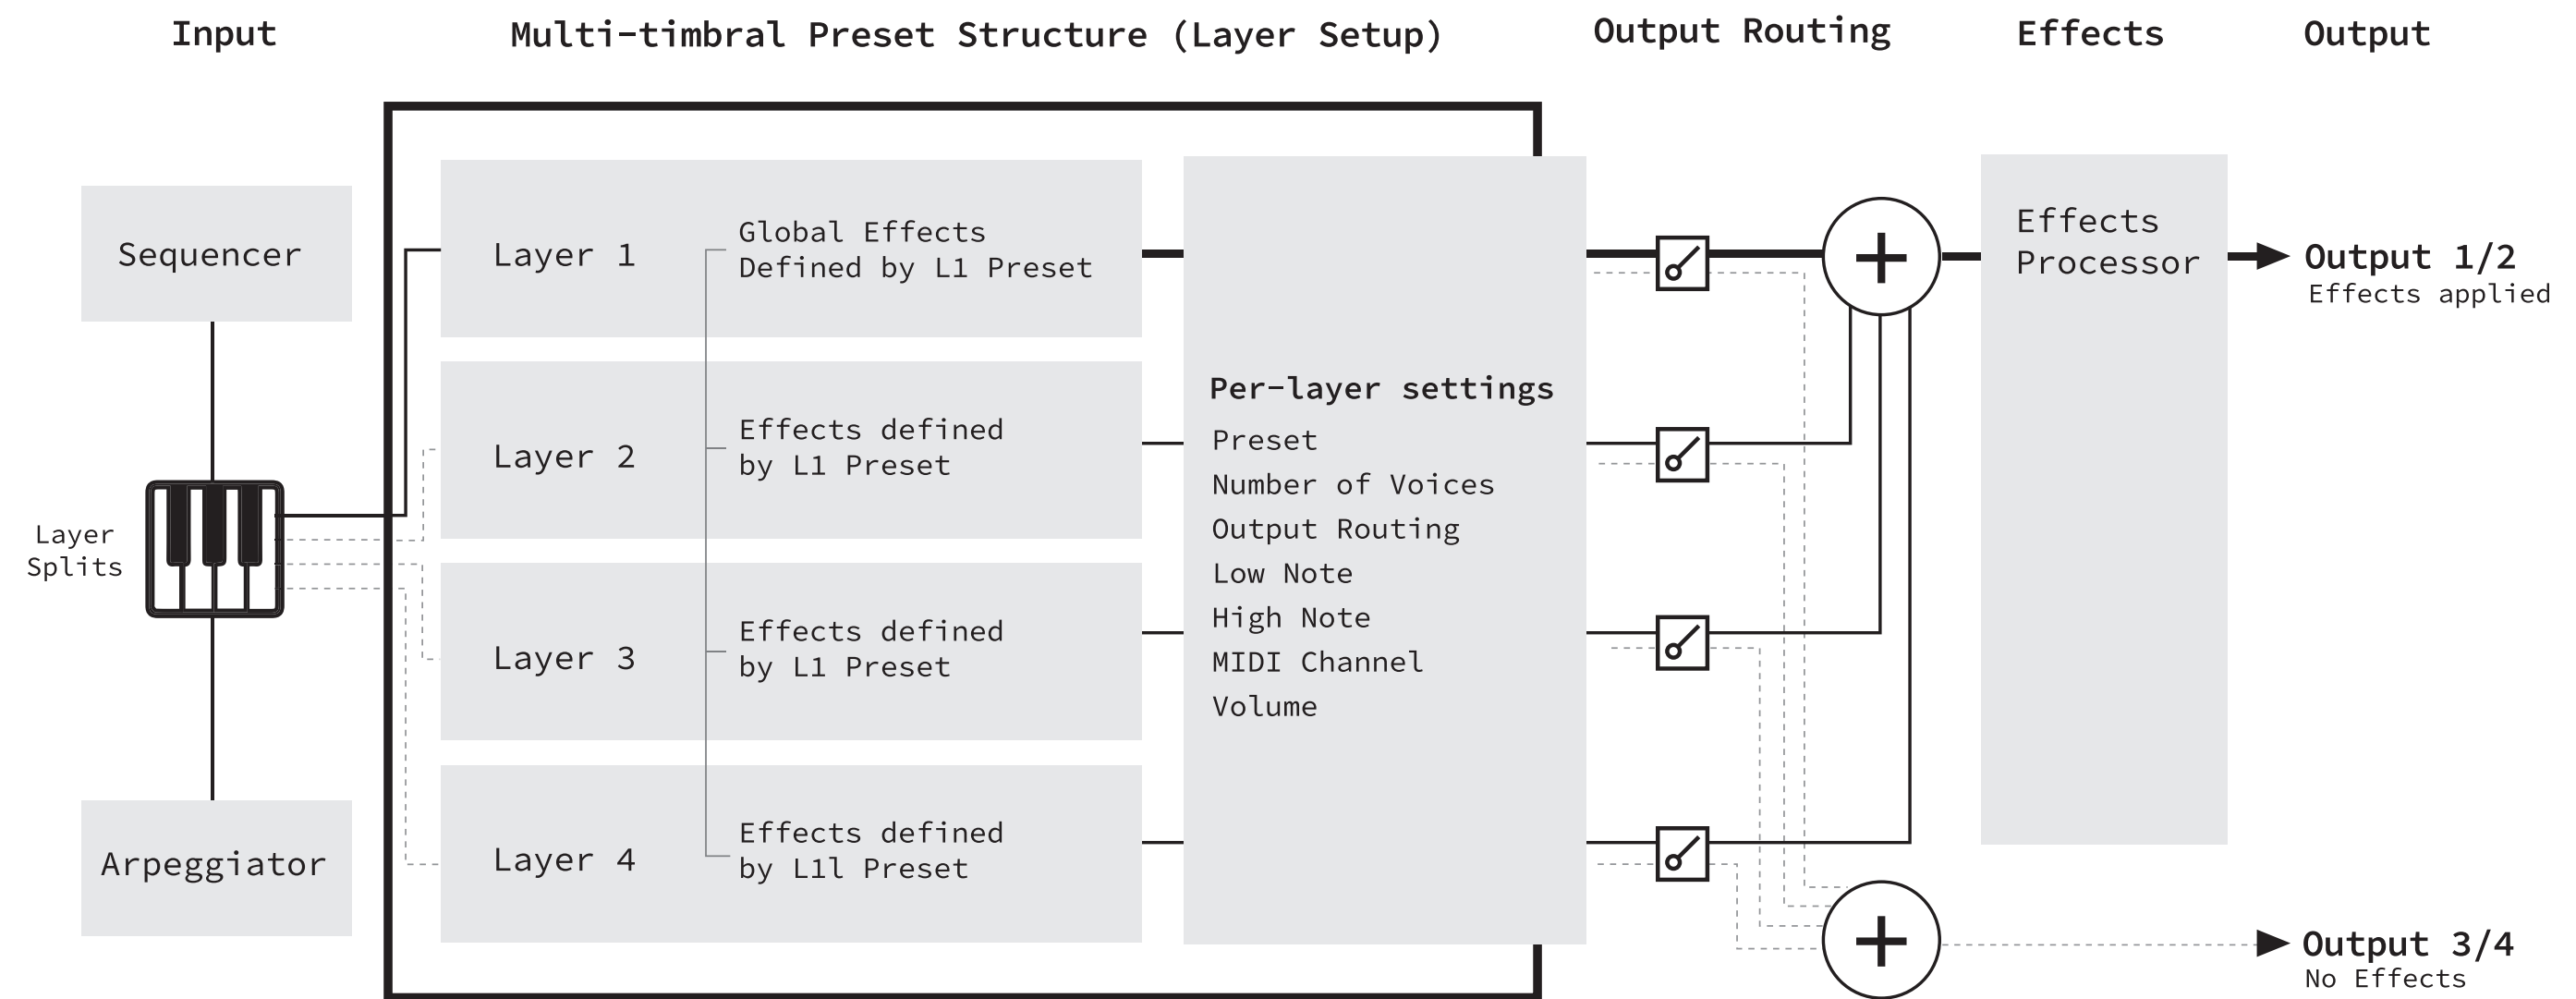 Input
Multi-timbral Preset Structure (Layer Setup)
Output Routing
Effects
Output
Sequencer
Layer
Splits
Arpeggiator
Layer 1
Global Effects
Defined by L1 Preset
Layer 2
Effects defined
by L1 Preset
Layer 3
Effects defined
by L1 Preset
Layer 4
Effects defined
by L1l Preset
Per-layer settings
Preset
Number of Voices
Output Routing
Low Note
High Note
MIDI Channel
Volume
Effects
Processor
Output 1/2
Effects applied
Output 3/4
No Effects